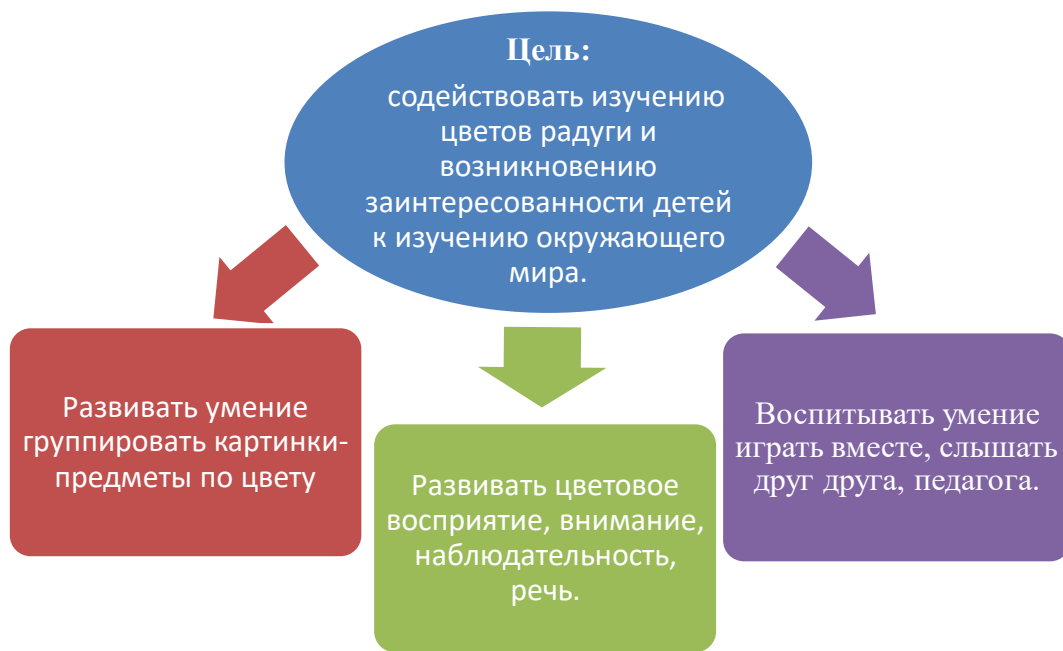 Цель:
содействовать изучению
цветов радуги и
возникновению
заинтересованности детей
к изучению окружающего
мира.
Развивать умение
группировать картинки-
предметы по цвету
Развивать цветовое
восприятие, внимание,
наблюдательность,
речь.
Воспитывать умение
играть вместе, слышать
друг друга, педагога.